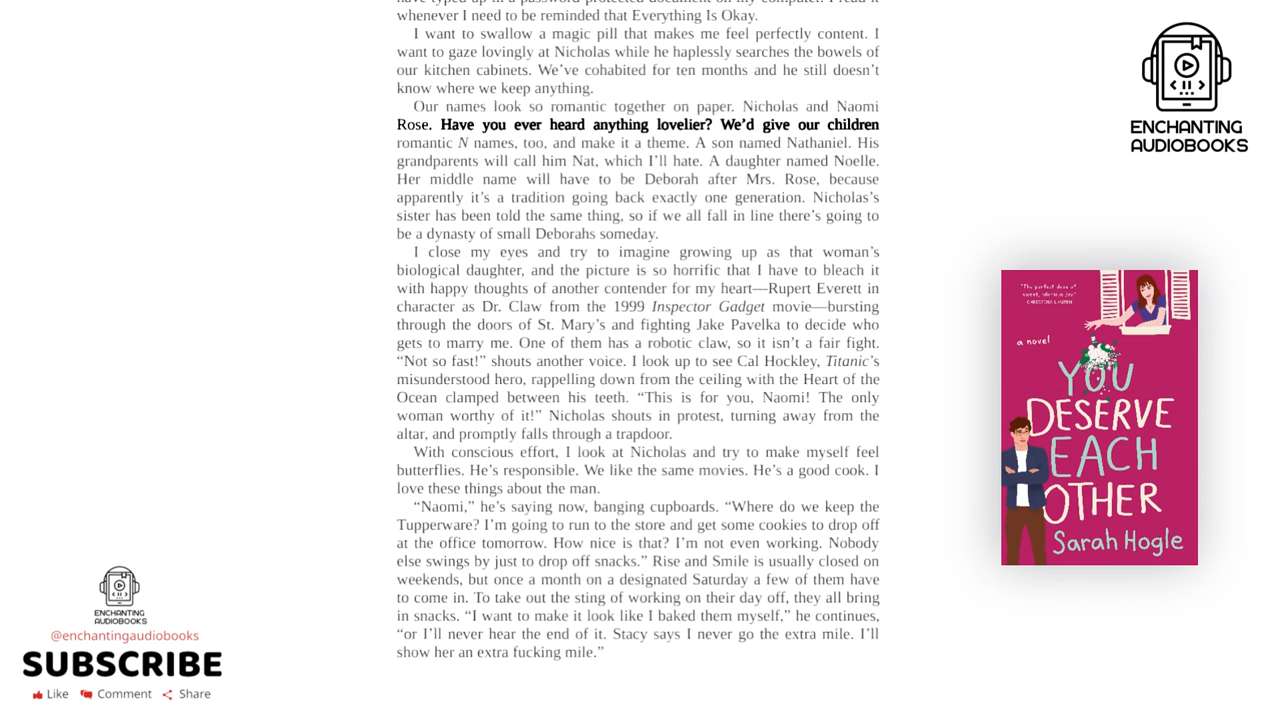 whenever I need to be reminded that Everything Is Okay.
I want to swallow a magic pill that makes me feel perfectly content. I
want to gaze lovingly at Nicholas while he haplessly searches the bowels of
our kitchen cabinets. We’ve cohabited for ten months and he still doesn’t
know where we keep anything.
Our names look so romantic together on paper. Nicholas and Naomi
Rose. Have you ever heard anything lovelier? We’d give our children
romantic N names, too, and make it a theme. A son named Nathaniel. His
grandparents will call him Nat, which I’ll hate. A daughter named Noelle.
Her middle name will have to be Deborah after Mrs. Rose, because
apparently it’s a tradition going back exactly one generation. Nicholas’s
sister has been told the same thing, so if we all fall in line there’s going to
be a dynasty of small Deborahs someday.
I close my eyes and try to imagine growing up as that woman’s
biological daughter, and the picture is so horrific that I have to bleach it
with happy thoughts of another contender for my heart—Rupert Everett in
character as Dr. Claw from the 1999 Inspector Gadget movie—bursting
through the doors of St. Mary’s and fighting Jake Pavelka to decide who
gets to marry me. One of them has a robotic claw, so it isn’t a fair fight.
“Not so fast!” shouts another voice. I look up to see Cal Hockley, Titanic’s
misunderstood hero, rappelling down from the ceiling with the Heart of the
Ocean clamped between his teeth. “This is for you, Naomi! The only
woman worthy of it!” Nicholas shouts in protest, turning away from the
altar, and promptly falls through a trapdoor.
With conscious effort, I look at Nicholas and try to make myself feel
butterflies. He’s responsible. We like the same movies. He’s a good cook. I
love these things about the man.
“Naomi,” he’s saying now, banging cupboards. “Where do we keep the
Tupperware? I’m going to run to the store and get some cookies to drop off
at the office tomorrow. How nice is that? I’m not even working. Nobody
else swings by just to drop off snacks.” Rise and Smile is usually closed on
weekends, but once a month on a designated Saturday a few of them have
to come in. To take out the sting of working on their day off, they all bring
in snacks. “I want to make it look like I baked them myself,” he continues,
“or I’ll never hear the end of it. Stacy says I never go the extra mile. I’ll
show her an extra fucking mile.”
ENCHANTING
AUDIOBOOKS
a novel
YOU
DESERVE
EACH
OTHER
Sarah Hogle
ENCHANTING
AUDIOBOOKS
@enchantingaudiobooks
SUBSCRIBE
Like Comment Share